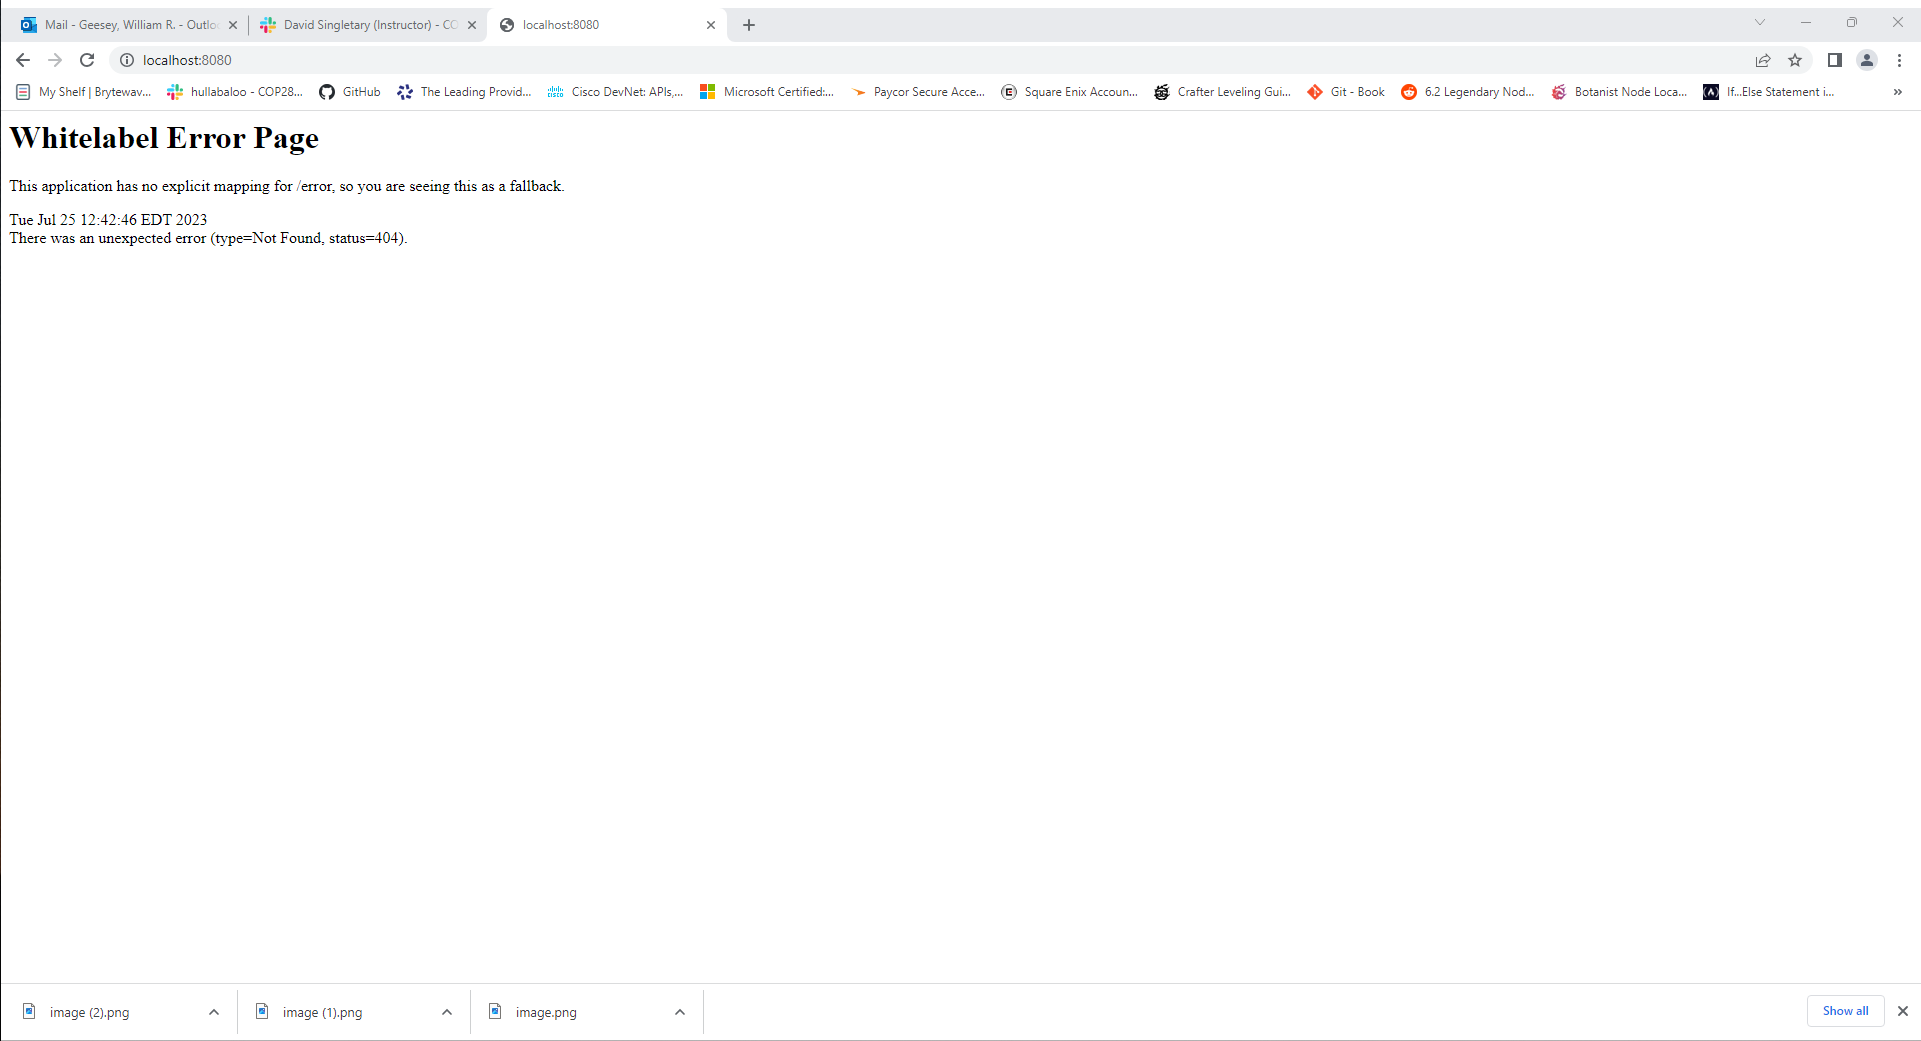 Mail - Geesey, William R. - Outlo
David Singletary (Instructor) - CO
localhost:8080
localhost:8080
My Shelf | Brytewav...
hullabaloo - COP28...
GitHub
The Leading Provid...
Cisco DevNet: APIs,...
Microsoft Certified:...
Paycor Secure Acce...
Square Enix Accoun...
Crafter Leveling Gui...
Git - Book
6.2 Legendary Nod...
Botanist Node Loca...
If...Else Statement i...
»
Whitelabel Error Page
This application has no explicit mapping for /error, so you are seeing this as a fallback.
Tue Jul 25 12:42:46 EDT 2023
There was an unexpected error (type=Not Found, status=404).
image (2).png
image (1).png
image.png
Show all